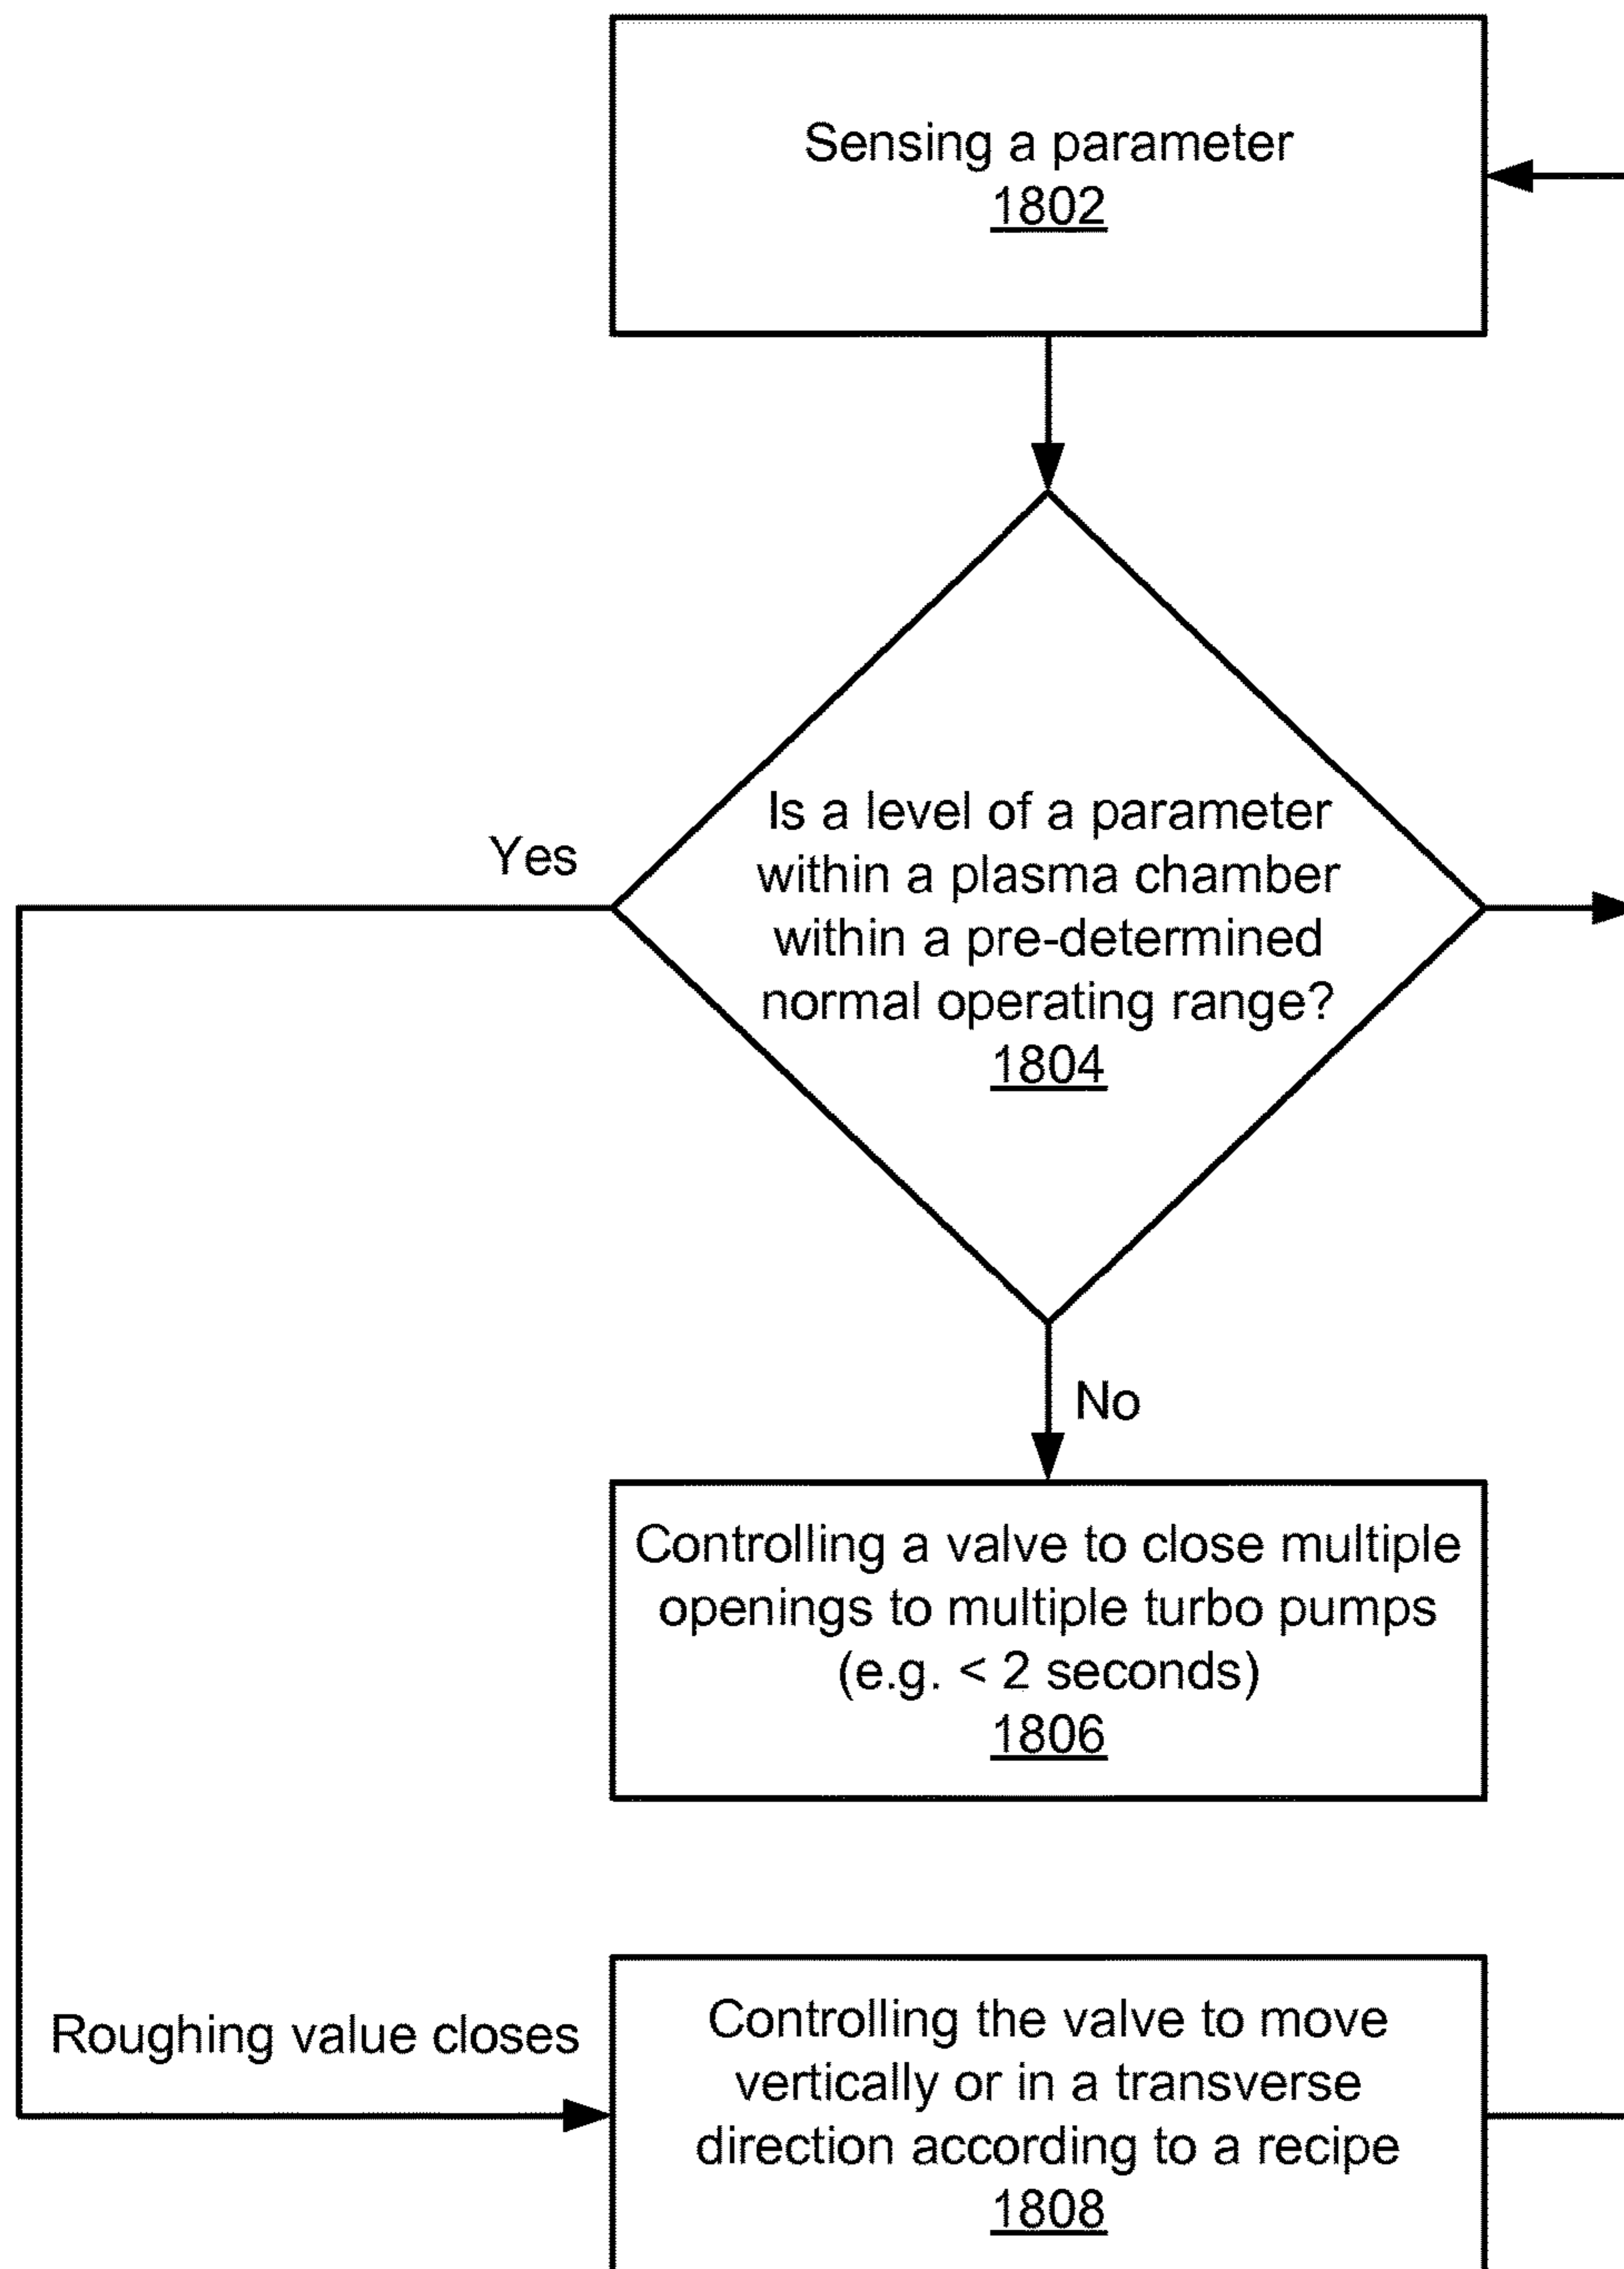 Sensing a parameter
1802
Is a level of a parameter
within a plasma chamber
within a pre-determined
normal operating range?
1804
Yes
No
Controlling a valve to close multiple
openings to multiple turbo pumps
(e.g. < 2 seconds)
1806
Roughing value closes
Controlling the valve to move
vertically or in a transverse
direction according to a recipe
1808